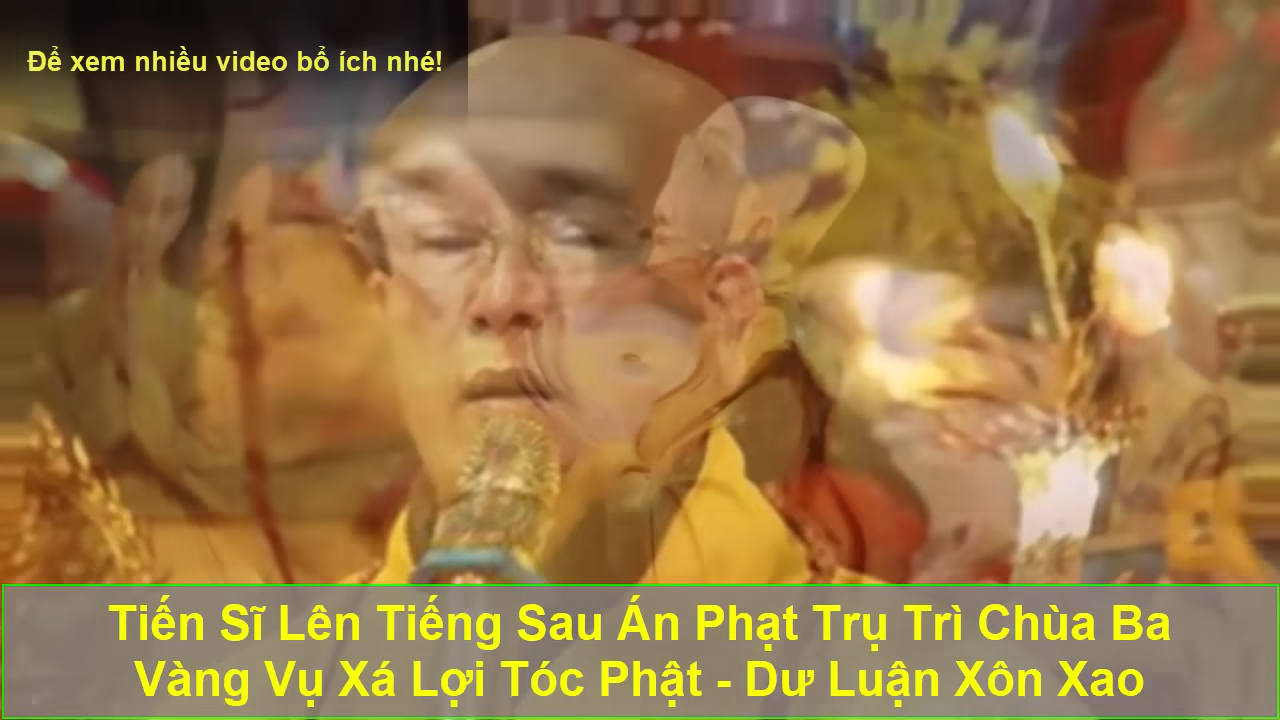 Để xem nhiều video bổ ích nhé!
Tiến Sĩ Lên Tiếng Sau Án Phạt Trụ Trì Chùa Ba
Vàng Vụ Xá Lợi Tóc Phật - Dư Luận Xôn Xao